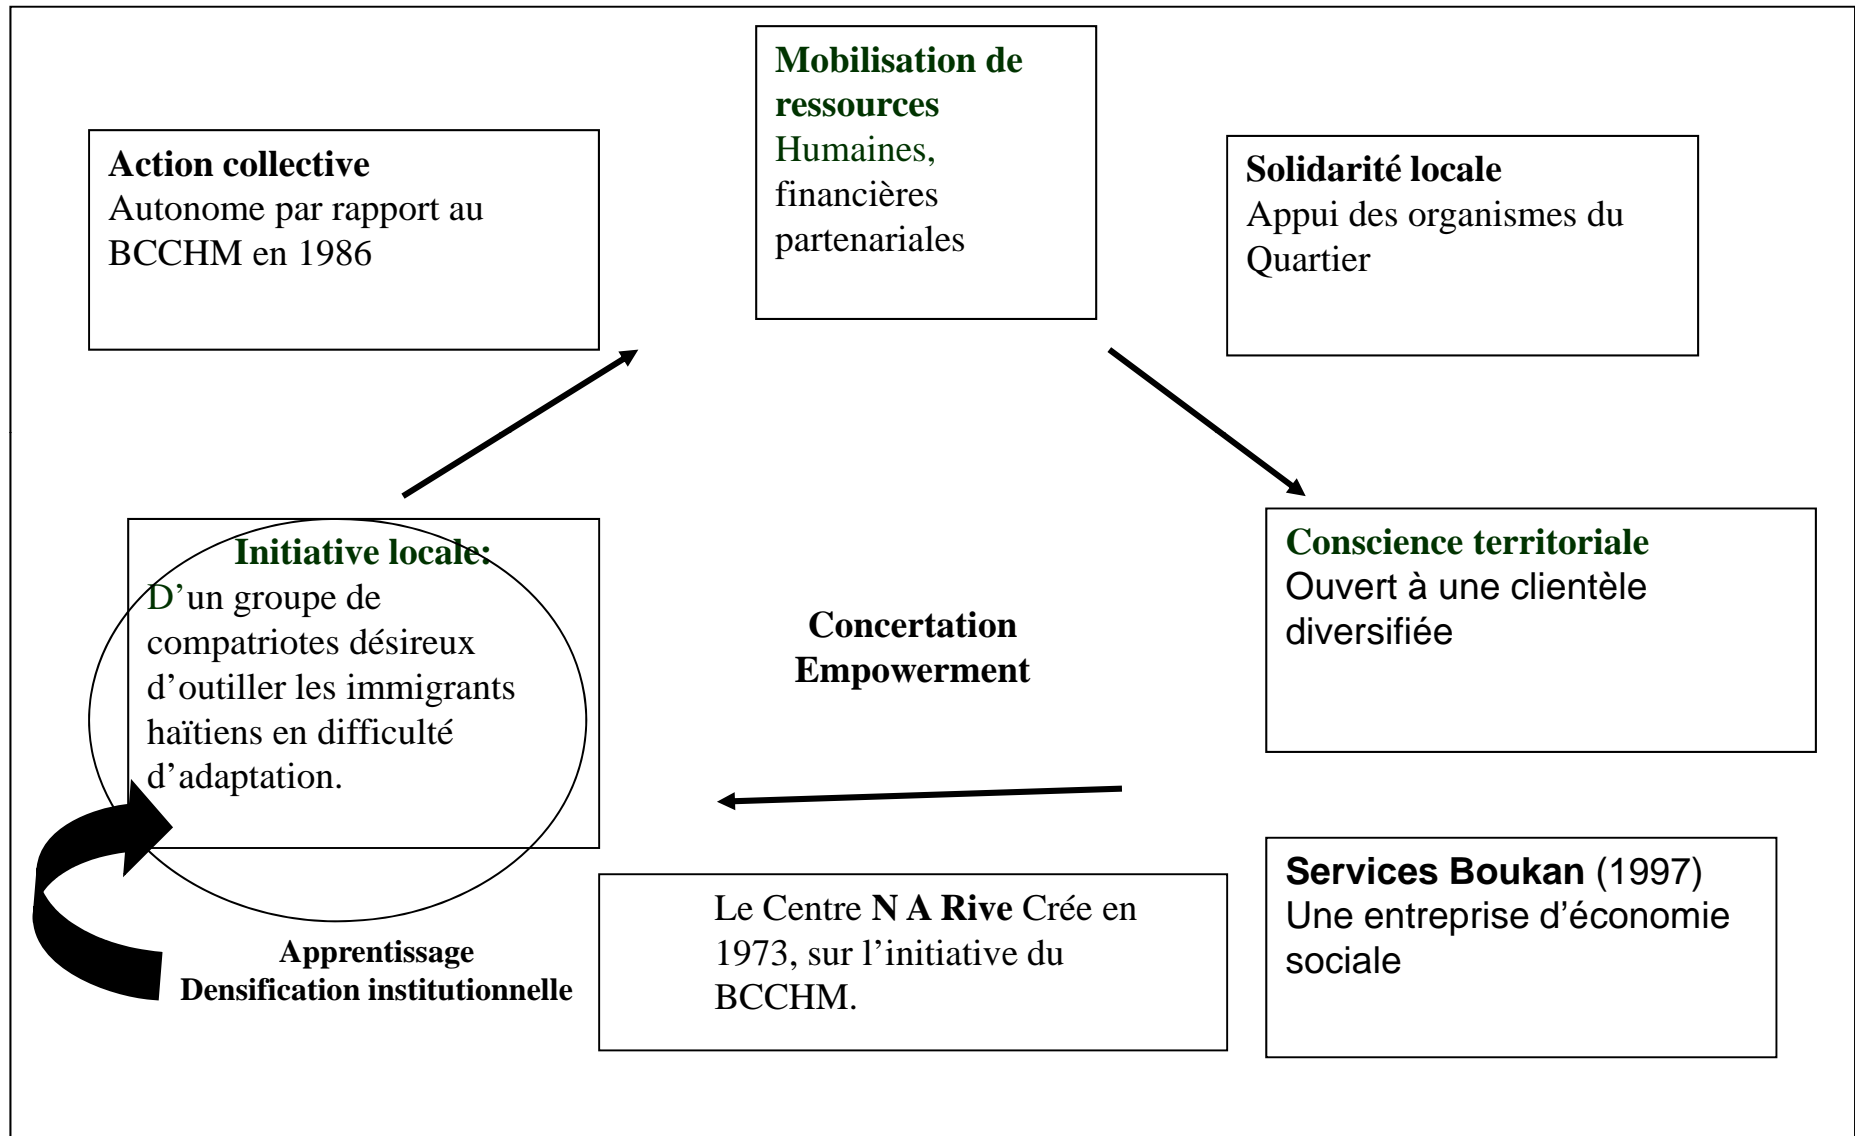 Mobilisation de
ressources
Humaines,
financières
partenariales
Action collective
Autonome par rapport au
BCCHM en 1986
Solidarité locale
Appui des organismes du
Quartier
Initiative locale:
D’un groupe de
compatriotes désireux
d’outiller les immigrants
haïtiens en difficulté
d’adaptation.
Concertation
Empowerment
Conscience territoriale
Ouvert à une clientèle
diversifiée
Apprentissage
Densification institutionnelle
Le Centre N A Rive Crée en
1973, sur l’initiative du
BCCHM.
Services Boukan (1997)
Une entreprise d’économie
sociale